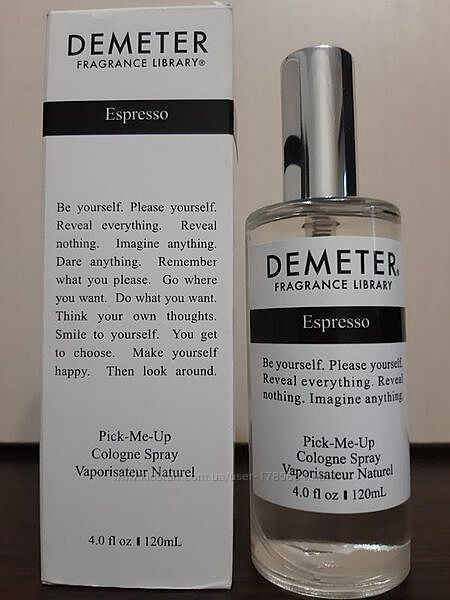 DEMETER
FRAGRANCE LIBRARY®
Espresso
Be yourself. Please yourself.
Reveal everything. Reveal
nothing. Imagine anything.
Dare anything. Remember
what you please. Go where
you want. Do what you want.
Think your own thoughts.
Smile to yourself. You get
to choose. Make yourself
happy. Then look around.
Pick-Me-Up
Cologne Spray
Vaporisateur Naturel
4.0 fl oz ❙ 120mL
DEMETER®
FRAGRANCE LIBRARY
Espresso
Be yourself. Please yourself.
Reveal everything. Reveal
nothing. Imagine anything.
Pick-Me-Up
Cologne Spray
Vaporisateur Naturel
4.0 fl oz ❙ 120mL